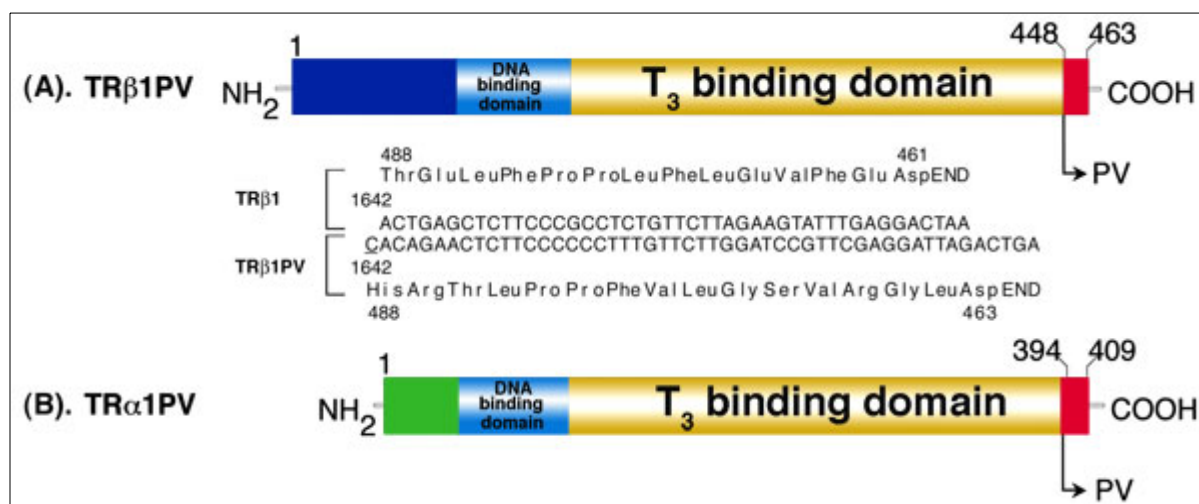 1
448 463
(A). TRβ1PV
NH2
DNA
binding
domain
T3 binding domain
COOH
PV
488 461
ThrGluLeuPheProProLeuPheLeuGluValPheGluAspEND
TRβ1
1642
ACTGAGCTCTTCCCGCCTCTGTTCTTAGAAGTATTTGAGGACTAA
CACAGAACTCTTCCCCCCTTTGTTCTTGGATCCGTTCGAGGATTAGACTGA
TRβ1PV
1642
HisArgThrLeuProProPheValLeuGlySerValArgGlyLeuAspEND
488 463
1
394 409
(B). TRα1PV
NH2
DNA
binding
domain
T3 binding domain
COOH
PV